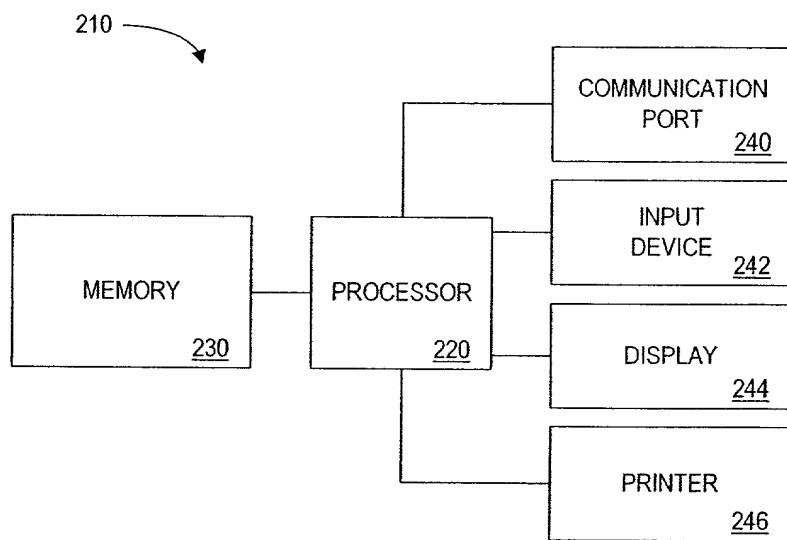 210
COMMUNICATION
PORT
240
INPUT
DEVICE
242
MEMORY
230
PROCESSOR
220
DISPLAY
244
PRINTER
246